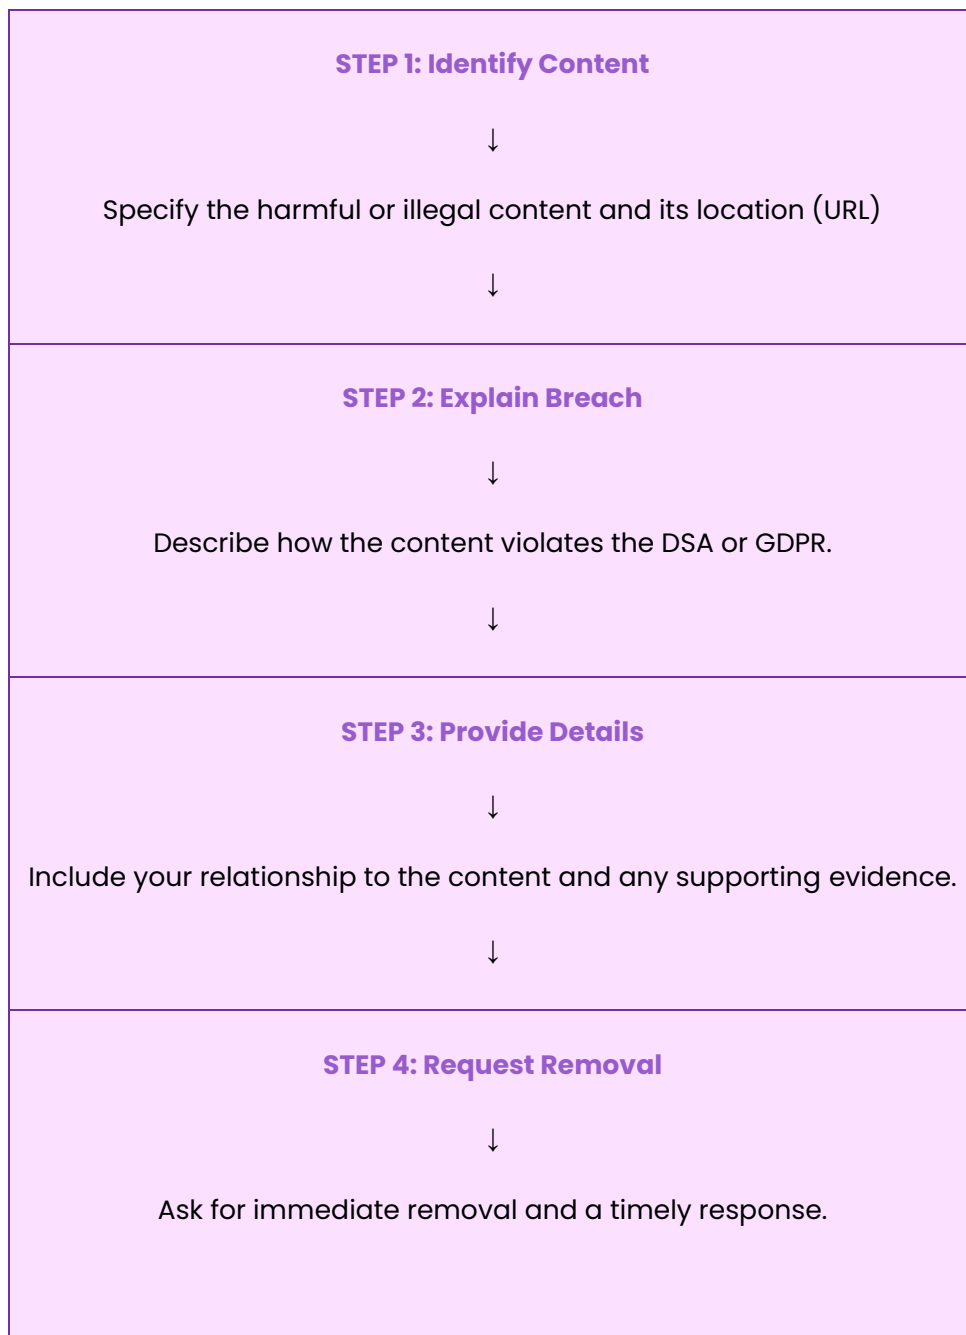 STEP 1: Identify Content
↓
Specify the harmful or illegal content and its location (URL)
↓
STEP 2: Explain Breach
↓
Describe how the content violates the DSA or GDPR.
↓
STEP 3: Provide Details
↓
Include your relationship to the content and any supporting evidence.
↓
STEP 4: Request Removal
↓
Ask for immediate removal and a timely response.